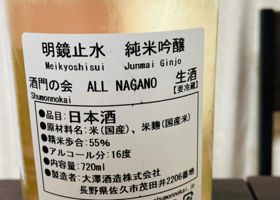 明鏡止水　純米吟醸
Meikyoshisui　Junmai Ginjo
酒門の会　ALL NAGANO　生酒
Shumonnokai　【要冷蔵】
●品目：日本酒
●原材料名：米（国産）、米麹（国産米）
●精米歩合：55%
●アルコール分：16度
●内容量：720ml
●製造者：大澤酒造株式会社
長野県佐久市茂田井2206番地